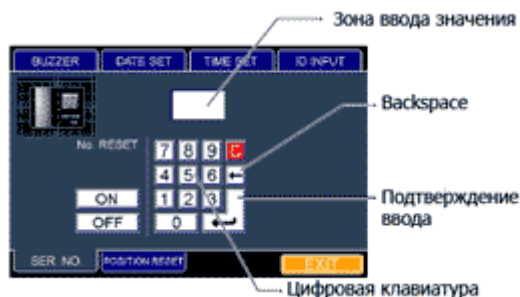 Зона ввода значения
BUZZER DATE SET TIME SET ID INPUT
Backspace
No. RESET
7 8 9 C
4 5 6 ←
1 2 3
0
ON
OFF
Подтверждение
ввода
SER NO. POSITION RESET EXIT
Цифровая клавиатура